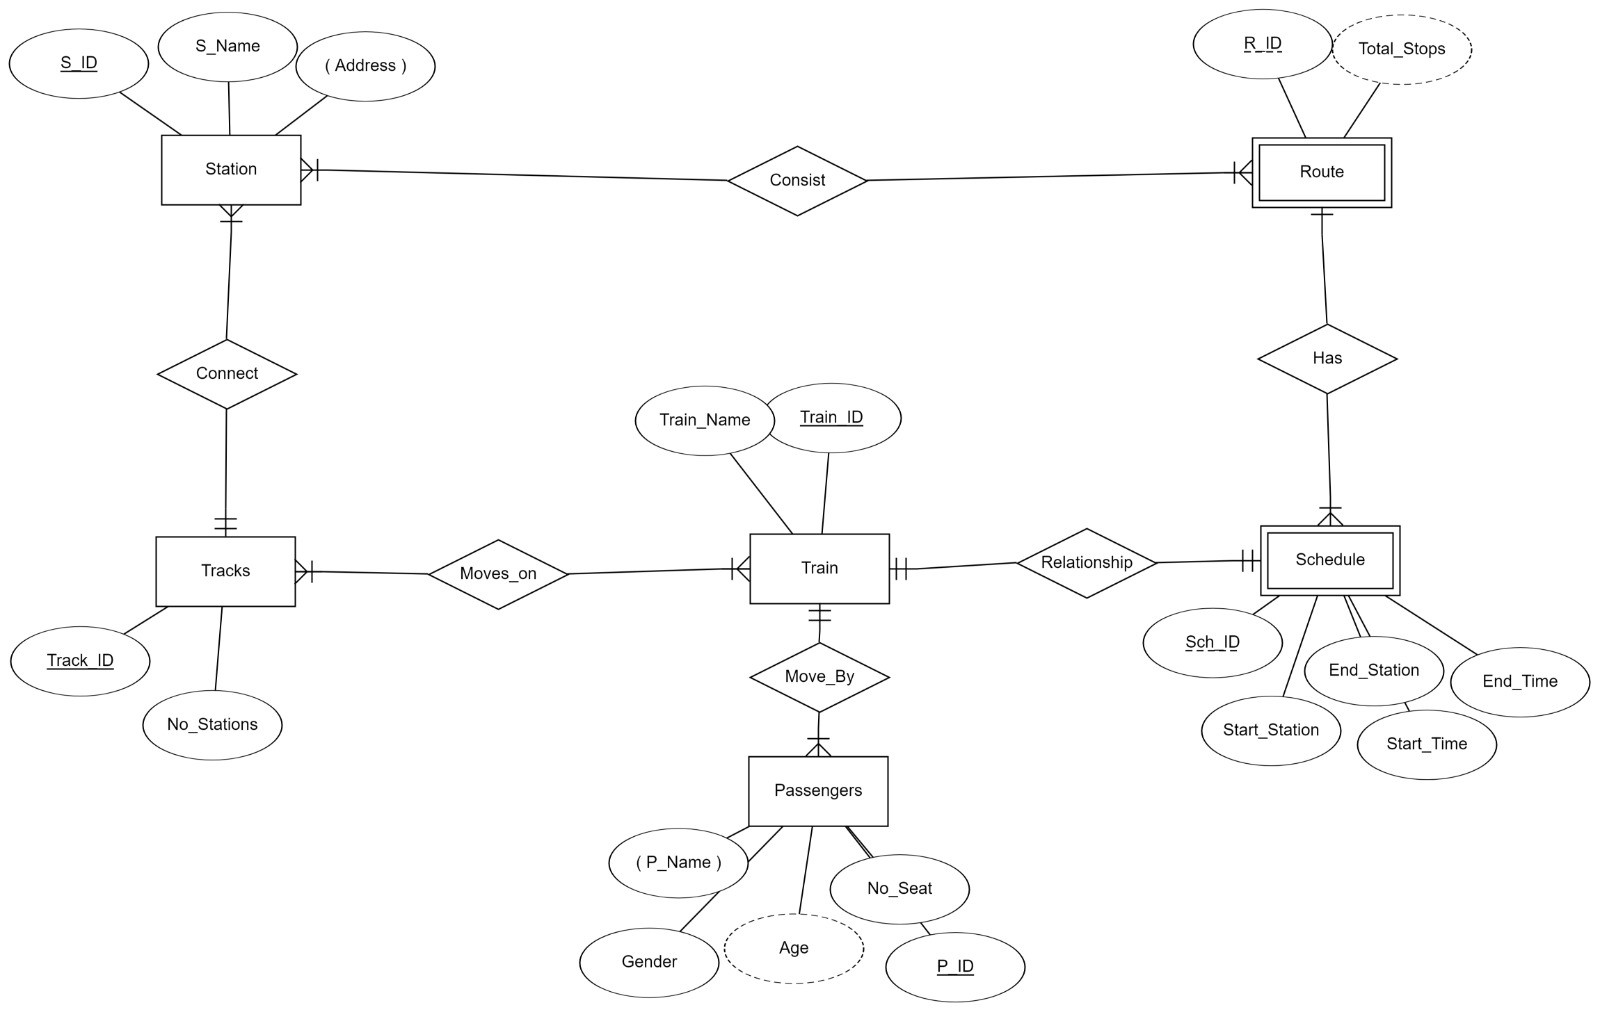 S_ID
S_Name
( Address )
R_ID
Total_Stops
Station
Consist
Route
Connect
Has
Train_Name
Train_ID
Tracks
Moves_on
Train
Relationship
Schedule
Track_ID
No_Stations
Move_By
Sch_ID
End_Station
End_Time
Start_Station
Start_Time
Passengers
( P_Name )
No_Seat
Gender
Age
P_ID